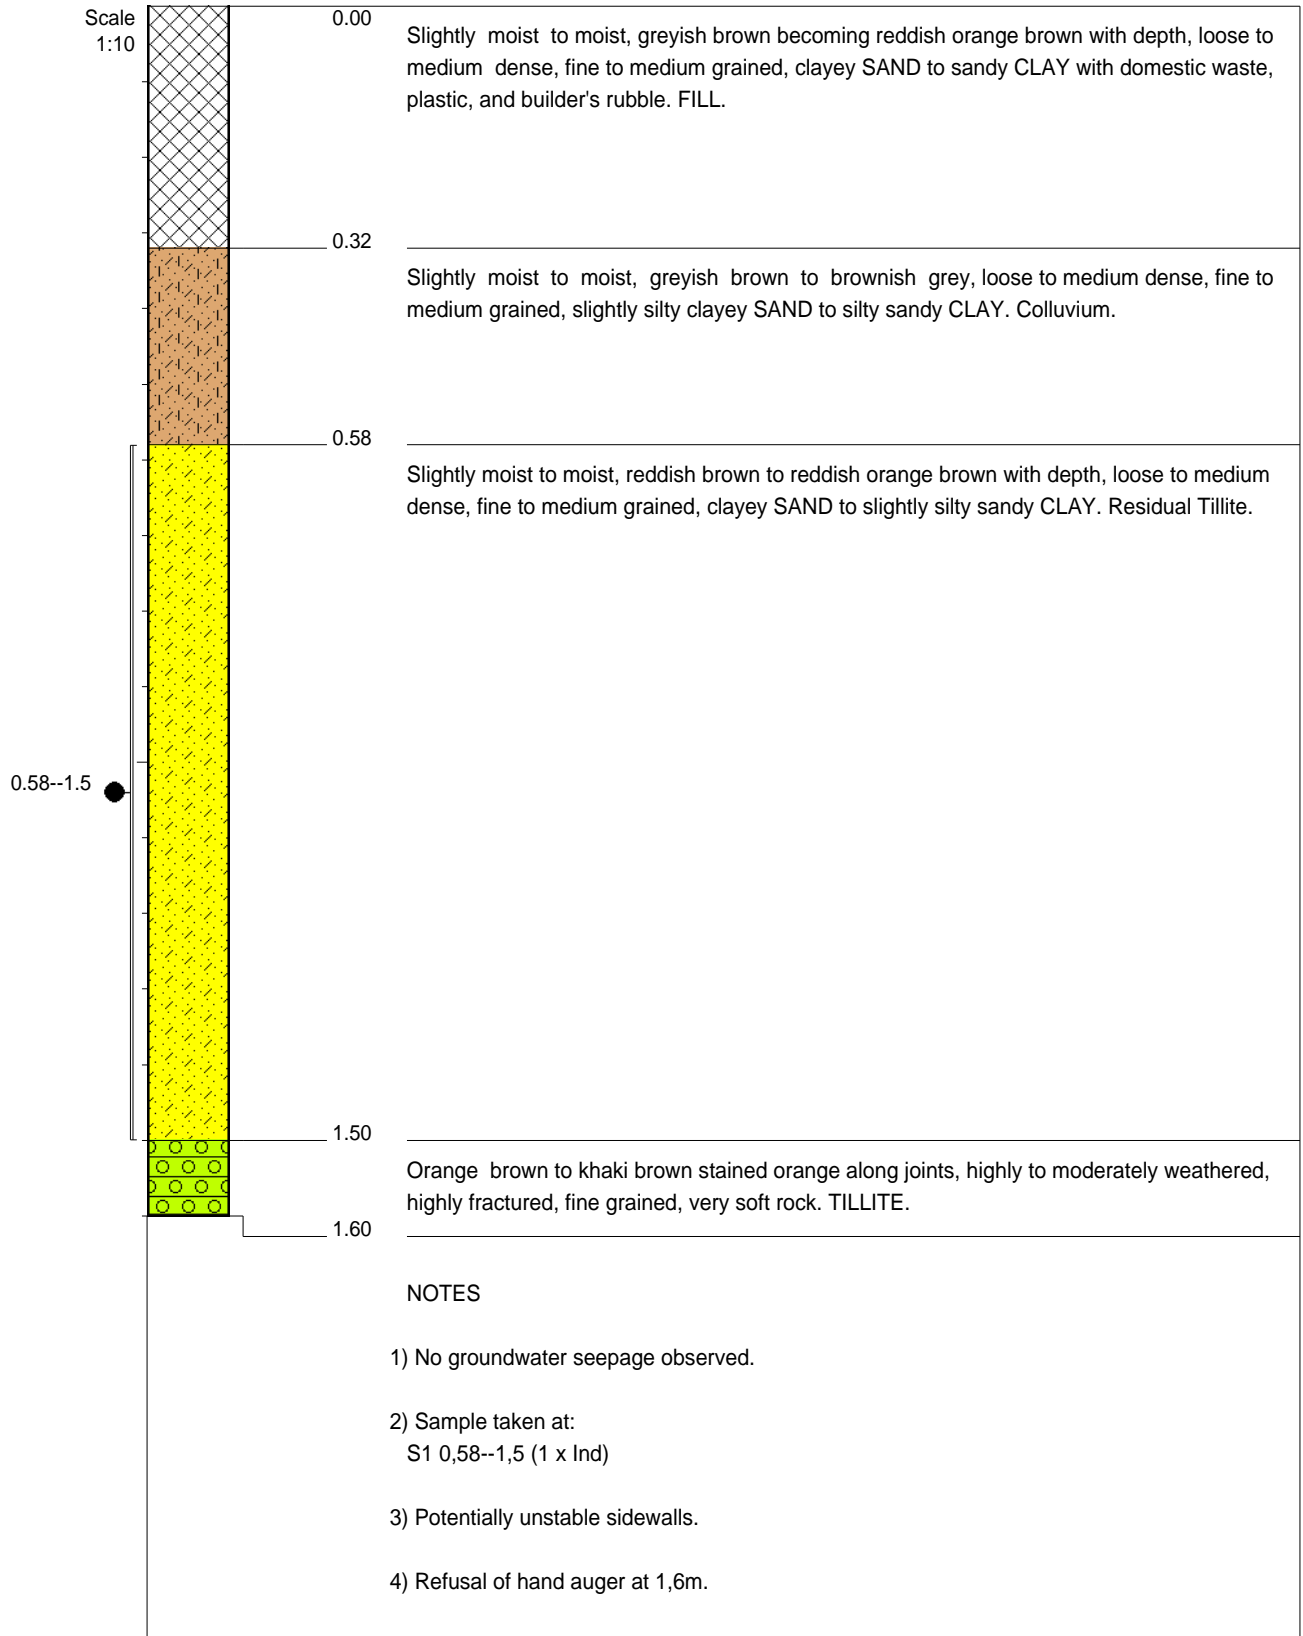 Scale
1:10
0.00
Slightly moist to moist, greyish brown becoming reddish orange brown with depth, loose to
medium dense, fine to medium grained, clayey SAND to sandy CLAY with domestic waste,
plastic, and builder's rubble. FILL.
0.32
Slightly moist to moist, greyish brown to brownish grey, loose to medium dense, fine to
medium grained, slightly silty clayey SAND to silty sandy CLAY. Colluvium.
0.58
Slightly moist to moist, reddish brown to reddish orange brown with depth, loose to medium
dense, fine to medium grained, clayey SAND to slightly silty sandy CLAY. Residual Tillite.
0.58--1.5
1.50
Orange brown to khaki brown stained orange along joints, highly to moderately weathered,
highly fractured, fine grained, very soft rock. TILLITE.
1.60
NOTES
1) No groundwater seepage observed.
2) Sample taken at:
S1 0,58--1,5 (1 x Ind)
3) Potentially unstable sidewalls.
4) Refusal of hand auger at 1,6m.